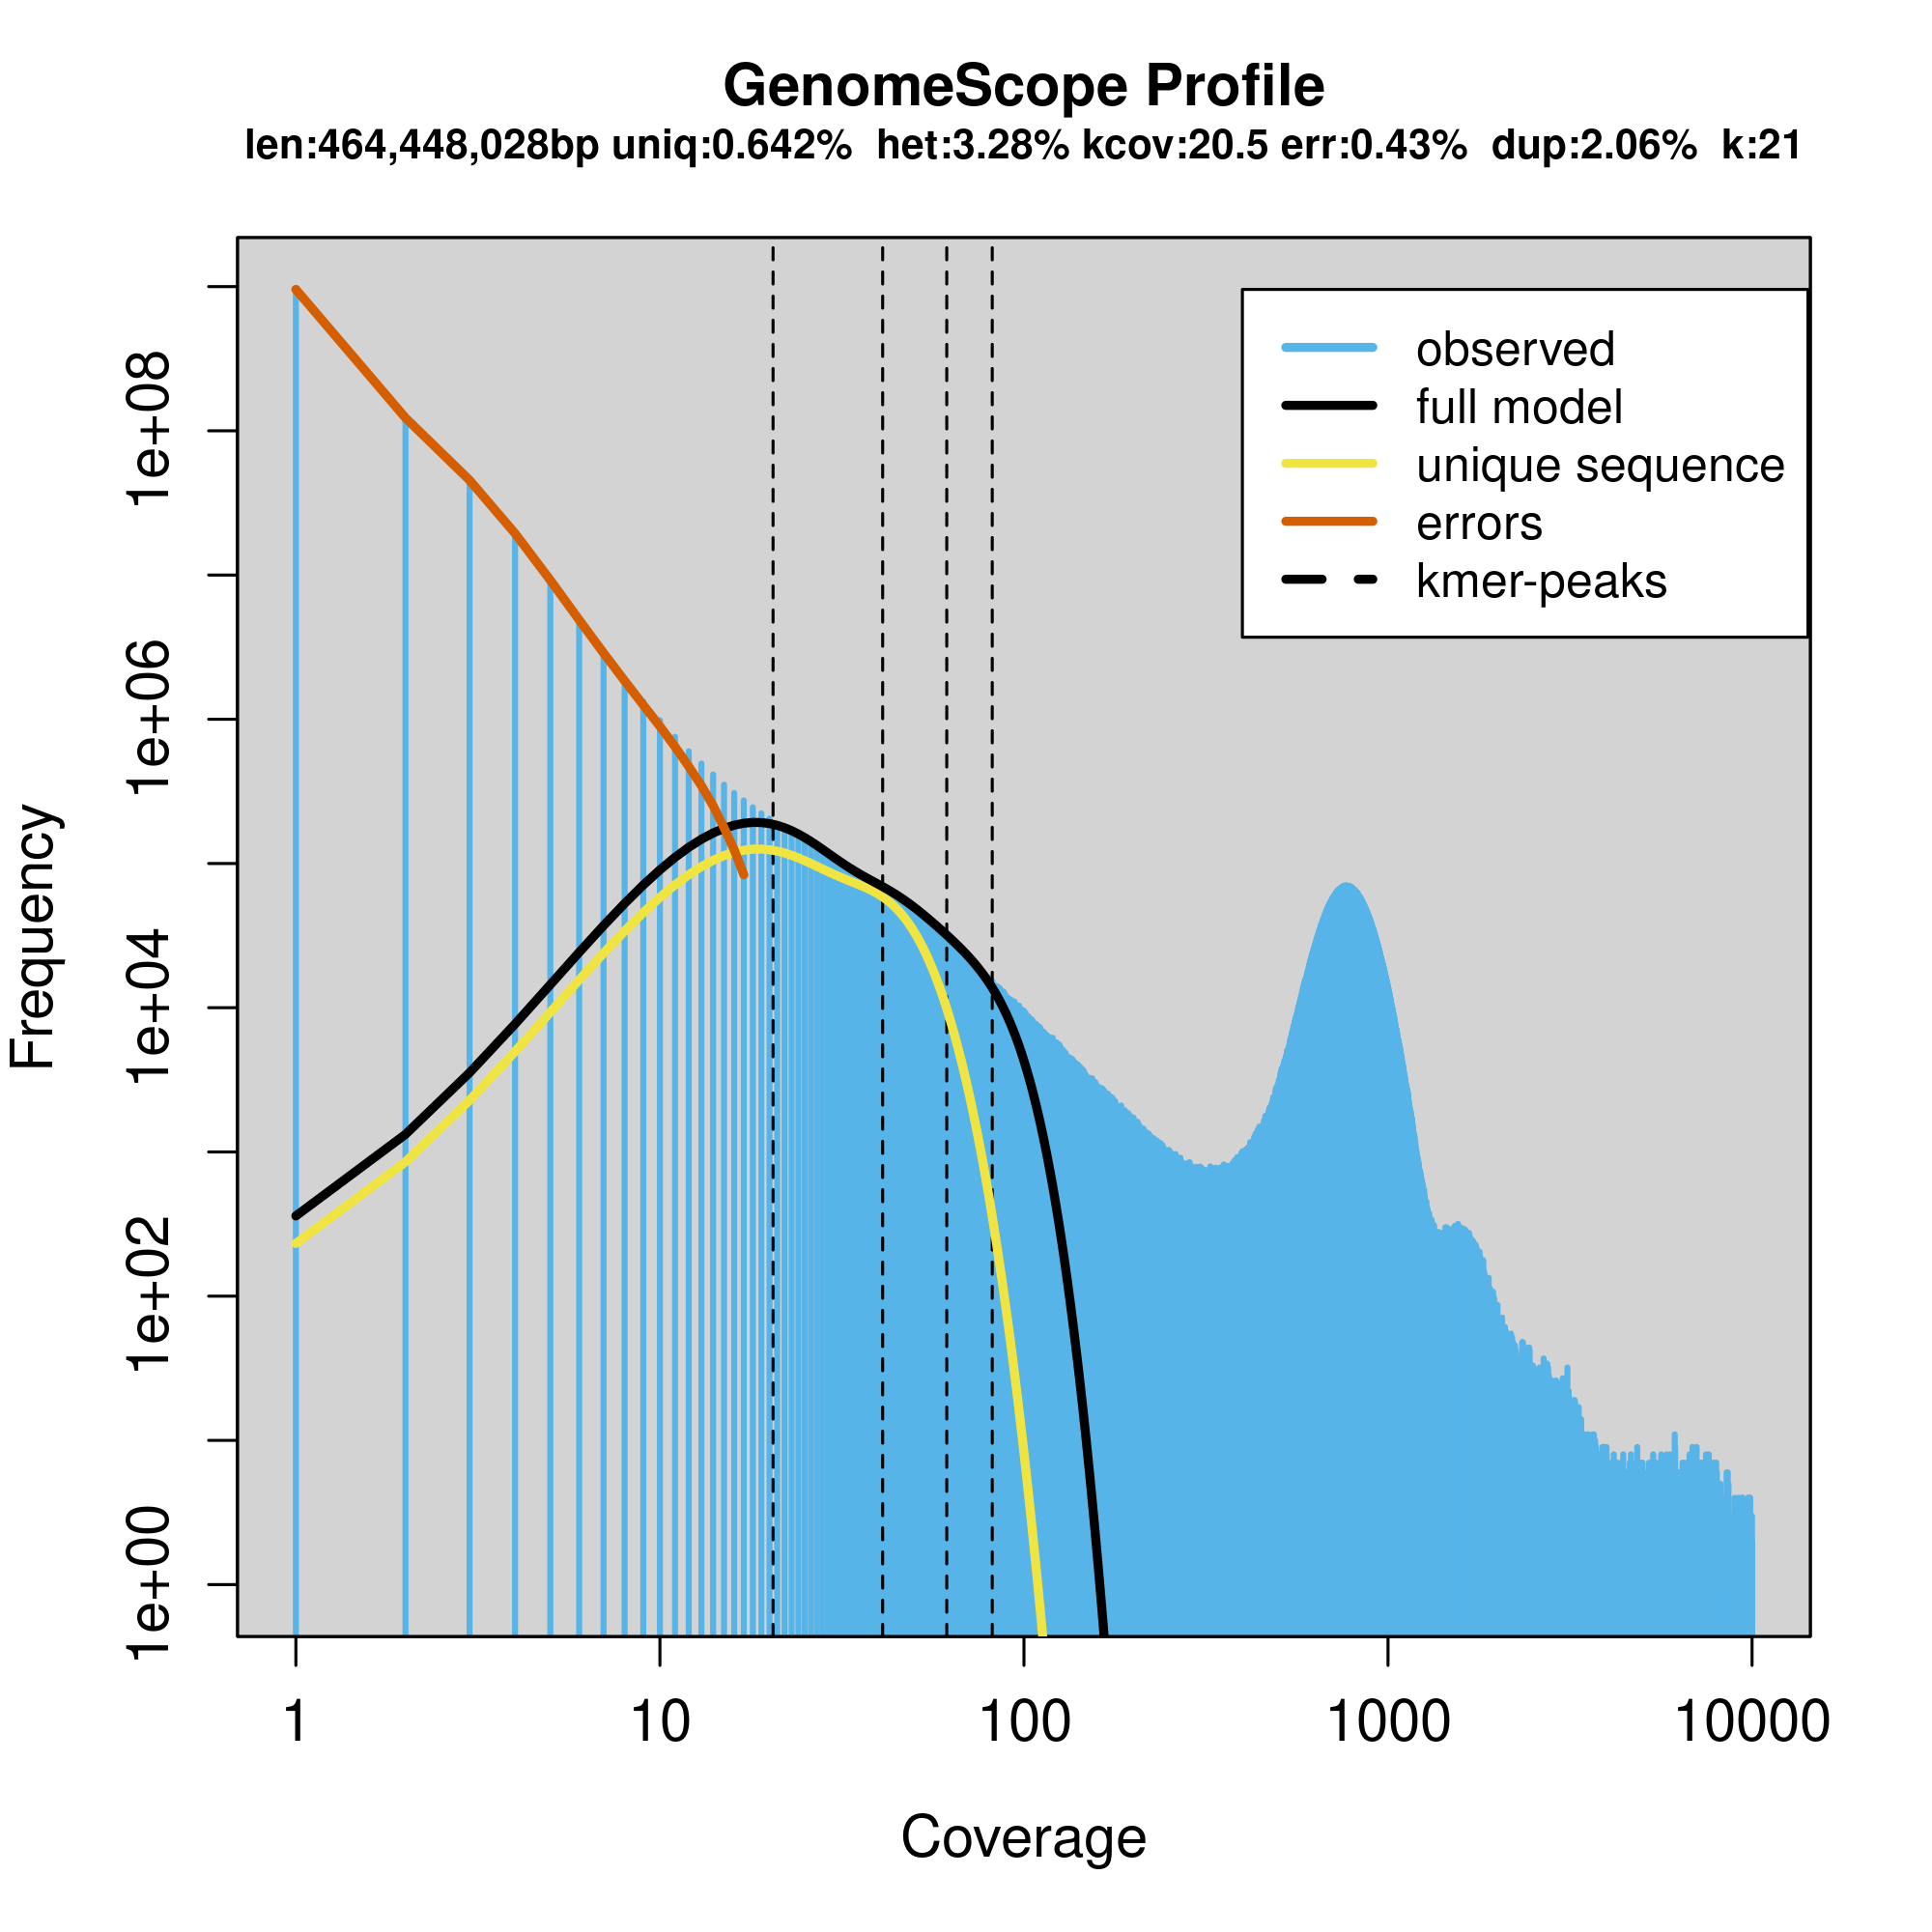 GenomeScope Profile
len:464,448,028bp uniq:0.642%  het:3.28% kcov:20.5 err:0.43%  dup:2.06%  k:21
observed
full model
unique sequence
errors
kmer-peaks
Frequency
1e+08
1e+06
1e+04
1e+02
1e+00
1 10 100 1000 10000
Coverage